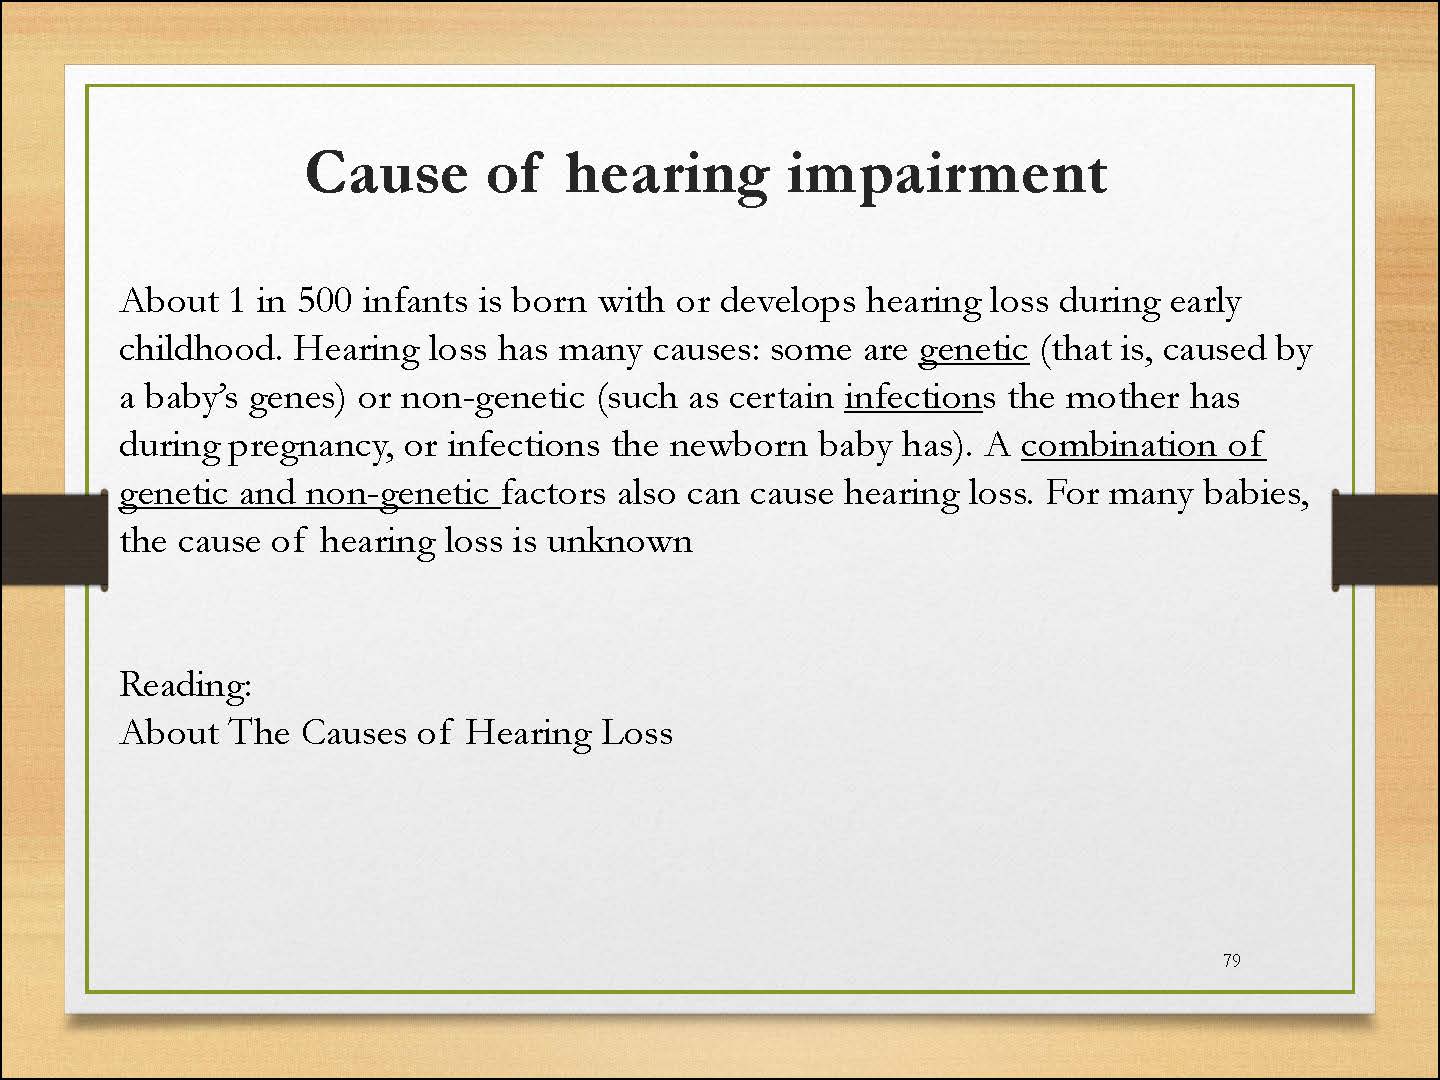 Cause of hearing impairment
About 1 in 500 infants is born with or develops hearing loss during early
childhood. Hearing loss has many causes: some are genetic (that is, caused by
a baby’s genes) or non-genetic (such as certain infections the mother has
during pregnancy, or infections the newborn baby has). A combination of
genetic and non-genetic factors also can cause hearing loss. For many babies,
the cause of hearing loss is unknown
Reading:
About The Causes of Hearing Loss
79